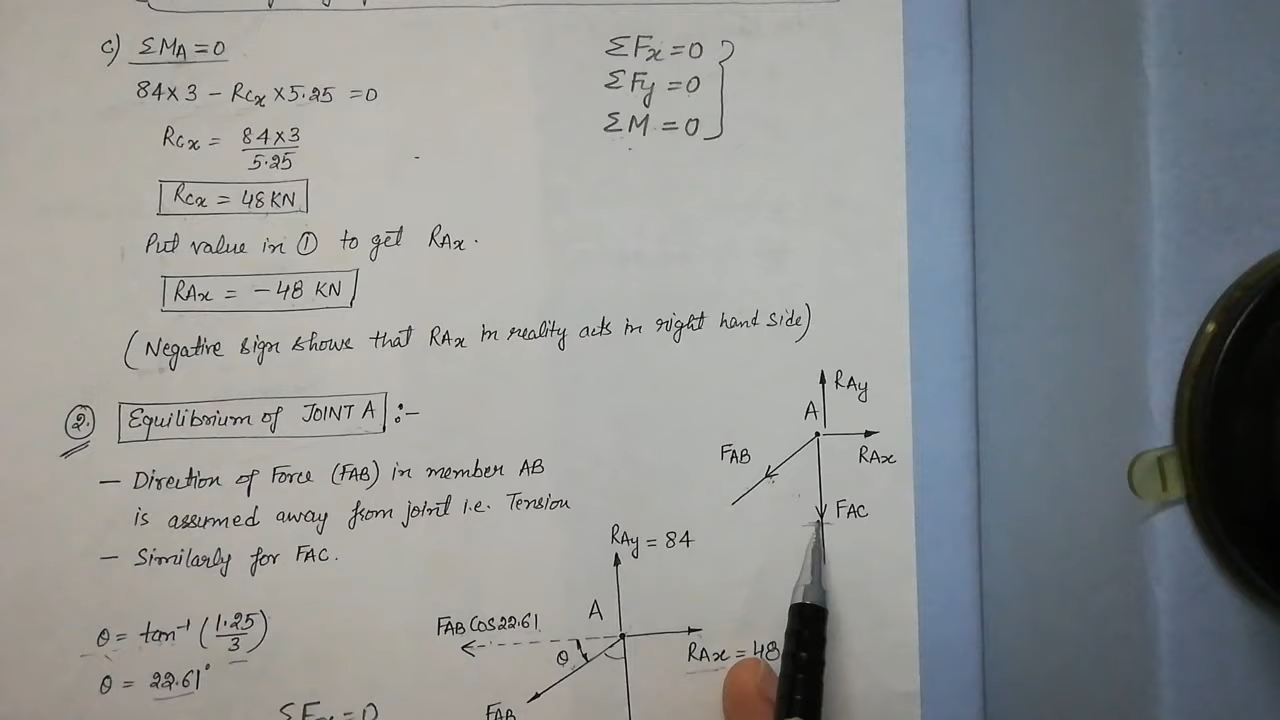 c) ΣMA = 0
84×3 − RCx × 5.25 = 0
RCx = 84×3
5.25
RCx = 48 KN
Put value in ① to get RAx.
RAx = − 48 KN
(Negative sign shows that RAx in reality acts in right hand side)
ΣFx = 0
ΣFy = 0
ΣM = 0
2. Equilibrium of JOINT A :−
— Direction of Force (FAB) in member AB
is assumed away from joint i.e. Tension
— Similarly for FAC.
θ = tan⁻¹ (1.25/3)
θ = 22.61°
RAy
A
FAB
RAx
FAC
RAy = 84
A
FAB COS 22.61
θ
RAx = 48
FAB
ΣFx = 0